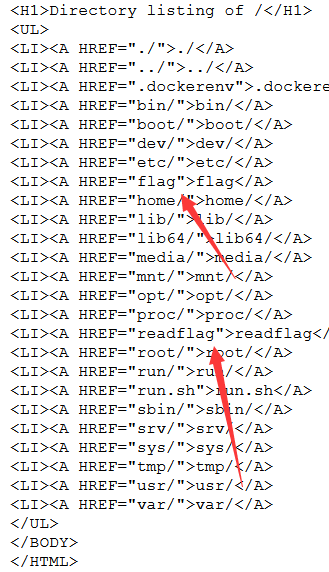 <H1>Directory listing of /</H1>
<UL>
<LI><A HREF="./">./</A>
<LI><A HREF="../">../</A>
<LI><A HREF=".dockerenv">.dockere
<LI><A HREF="bin/">bin/</A>
<LI><A HREF="boot/">boot/</A>
<LI><A HREF="dev/">dev/</A>
<LI><A HREF="etc/">etc/</A>
<LI><A HREF="flag">flag</A>
<LI><A HREF="home/">home/</A>
<LI><A HREF="lib/">lib/</A>
<LI><A HREF="lib64/">lib64/</A>
<LI><A HREF="media/">media/</A>
<LI><A HREF="mnt/">mnt/</A>
<LI><A HREF="opt/">opt/</A>
<LI><A HREF="proc/">proc/</A>
<LI><A HREF="readflag">readflag</
<LI><A HREF="root/">root/</A>
<LI><A HREF="run/">run/</A>
<LI><A HREF="run.sh">run.sh</A>
<LI><A HREF="sbin/">sbin/</A>
<LI><A HREF="srv/">srv/</A>
<LI><A HREF="sys/">sys/</A>
<LI><A HREF="tmp/">tmp/</A>
<LI><A HREF="usr/">usr/</A>
<LI><A HREF="var/">var/</A>
</UL>
</BODY>
</HTML>